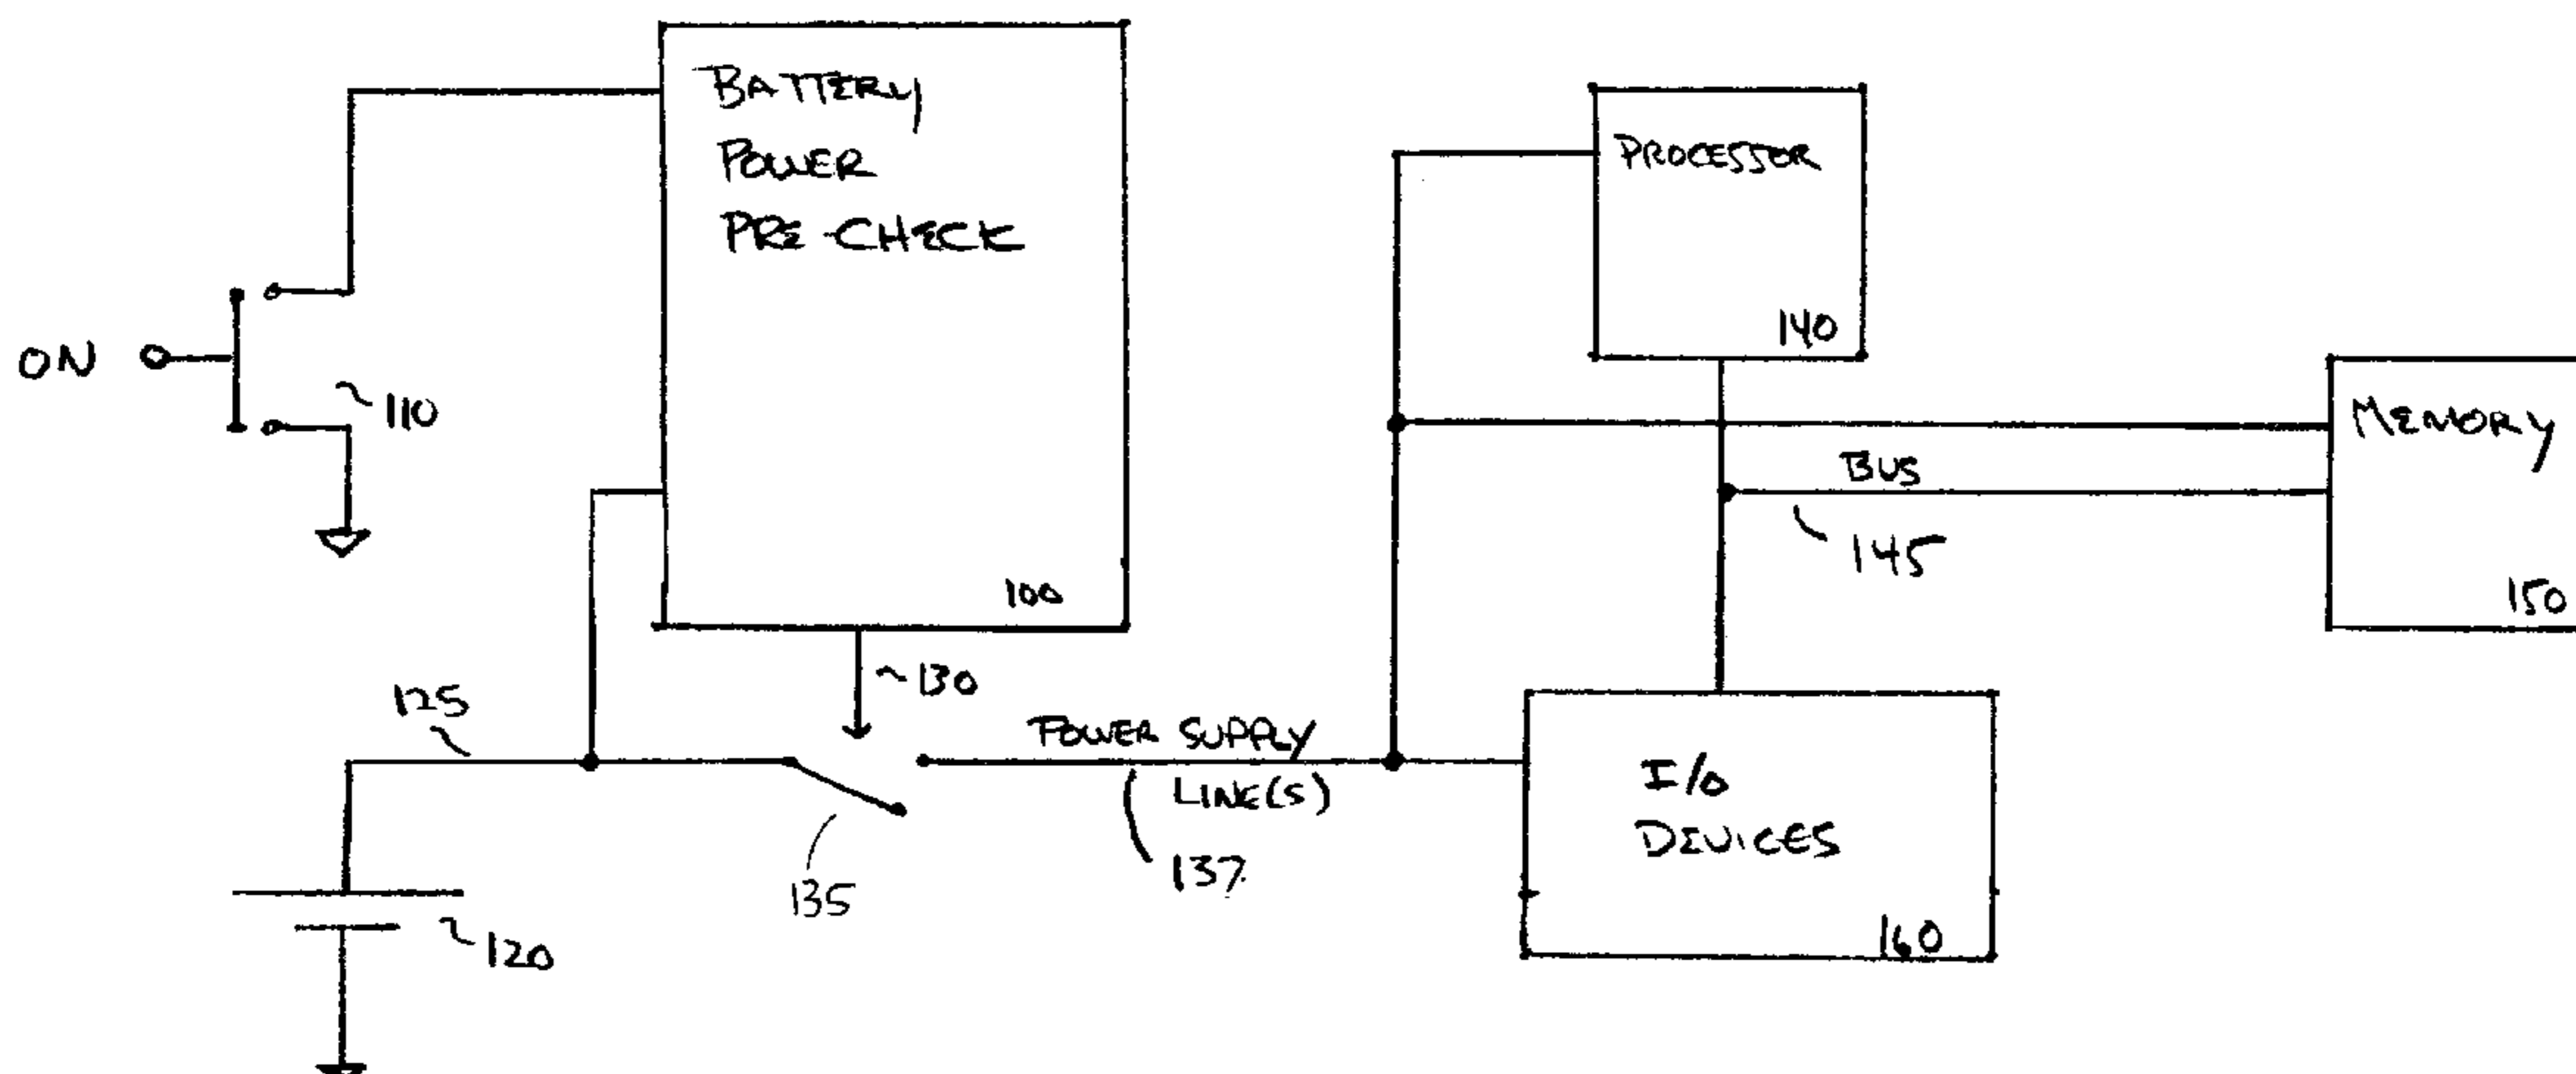 BATTERY
POWER
PRE-CHECK
100
ON
110
PROCESSOR
140
MEMORY
150
BUS
145
130
125
POWER SUPPLY
LINE(S)
137
135
120
I/O
DEVICES
160